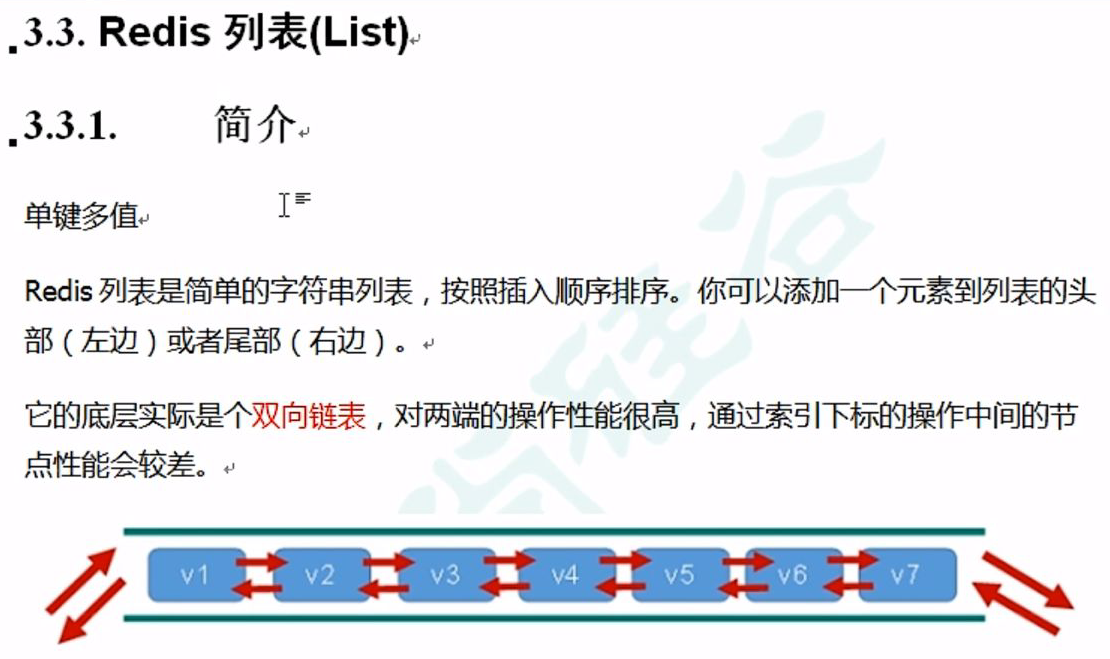 3.3. Redis 列表(List)
3.3.1. 简介
单键多值
Redis 列表是简单的字符串列表，按照插入顺序排序。你可以添加一个元素到列表的头
部（左边）或者尾部（右边）。
它的底层实际是个双向链表，对两端的操作性能很高，通过索引下标的操作中间的节
点性能会较差。
v1 v2 v3 v4 v5 v6 v7
尚硅谷